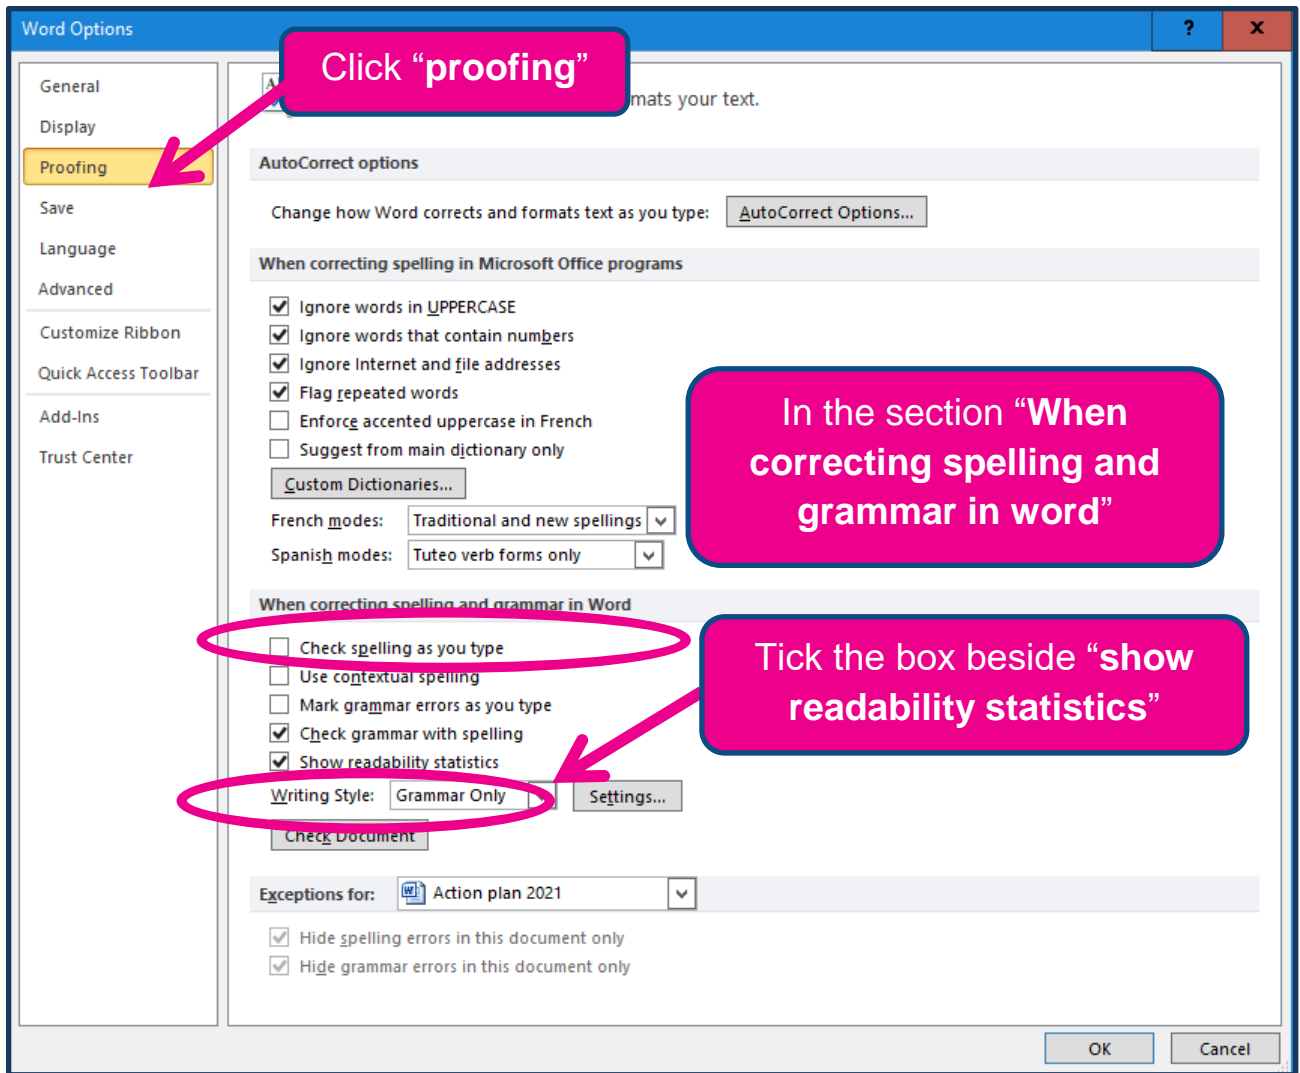 Word Options
?
x
Click “proofing”
mats your text.
General
Display
Proofing
Save
Language
Advanced
Customize Ribbon
Quick Access Toolbar
Add-Ins
Trust Center
AutoCorrect options
Change how Word corrects and formats text as you type:
AutoCorrect Options...
When correcting spelling in Microsoft Office programs
Ignore words in UPPERCASE
Ignore words that contain numbers
Ignore Internet and file addresses
Flag repeated words
Enforce accented uppercase in French
Suggest from main dictionary only
Custom Dictionaries...
French modes: Traditional and new spellings
Spanish modes: Tuteo verb forms only
In the section “When
correcting spelling and
grammar in word”
When correcting spelling and grammar in Word
Check spelling as you type
Use contextual spelling
Mark grammar errors as you type
Check grammar with spelling
Show readability statistics
Writing Style: Grammar Only
Settings...
Check Document
Tick the box beside “show
readability statistics”
Exceptions for: Action plan 2021
Hide spelling errors in this document only
Hide grammar errors in this document only
OK
Cancel